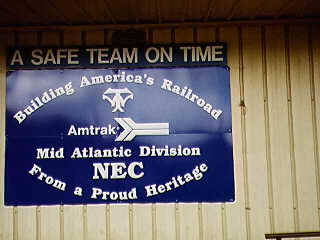 A SAFE TEAM ON TIME
Building America's Railroad
Amtrak
Mid Atlantic Division
NEC
From a Proud Heritage